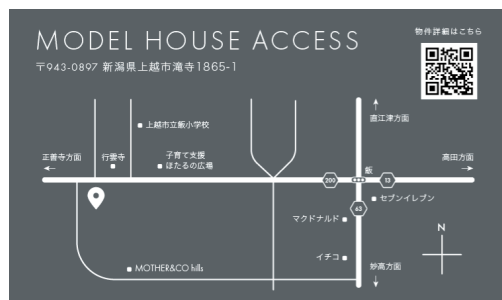 MODEL HOUSE ACCESS
〒943-0897 新潟県上越市滝寺1865-1
物件詳細はこちら
直江津方面
上越市立飯小学校
正善寺方面
行雲寺
子育て支援
ほたるの広場
飯
高田方面
200
13
セブンイレブン
63
マクドナルド
N
イチコ
MOTHER&CO hills
妙高方面